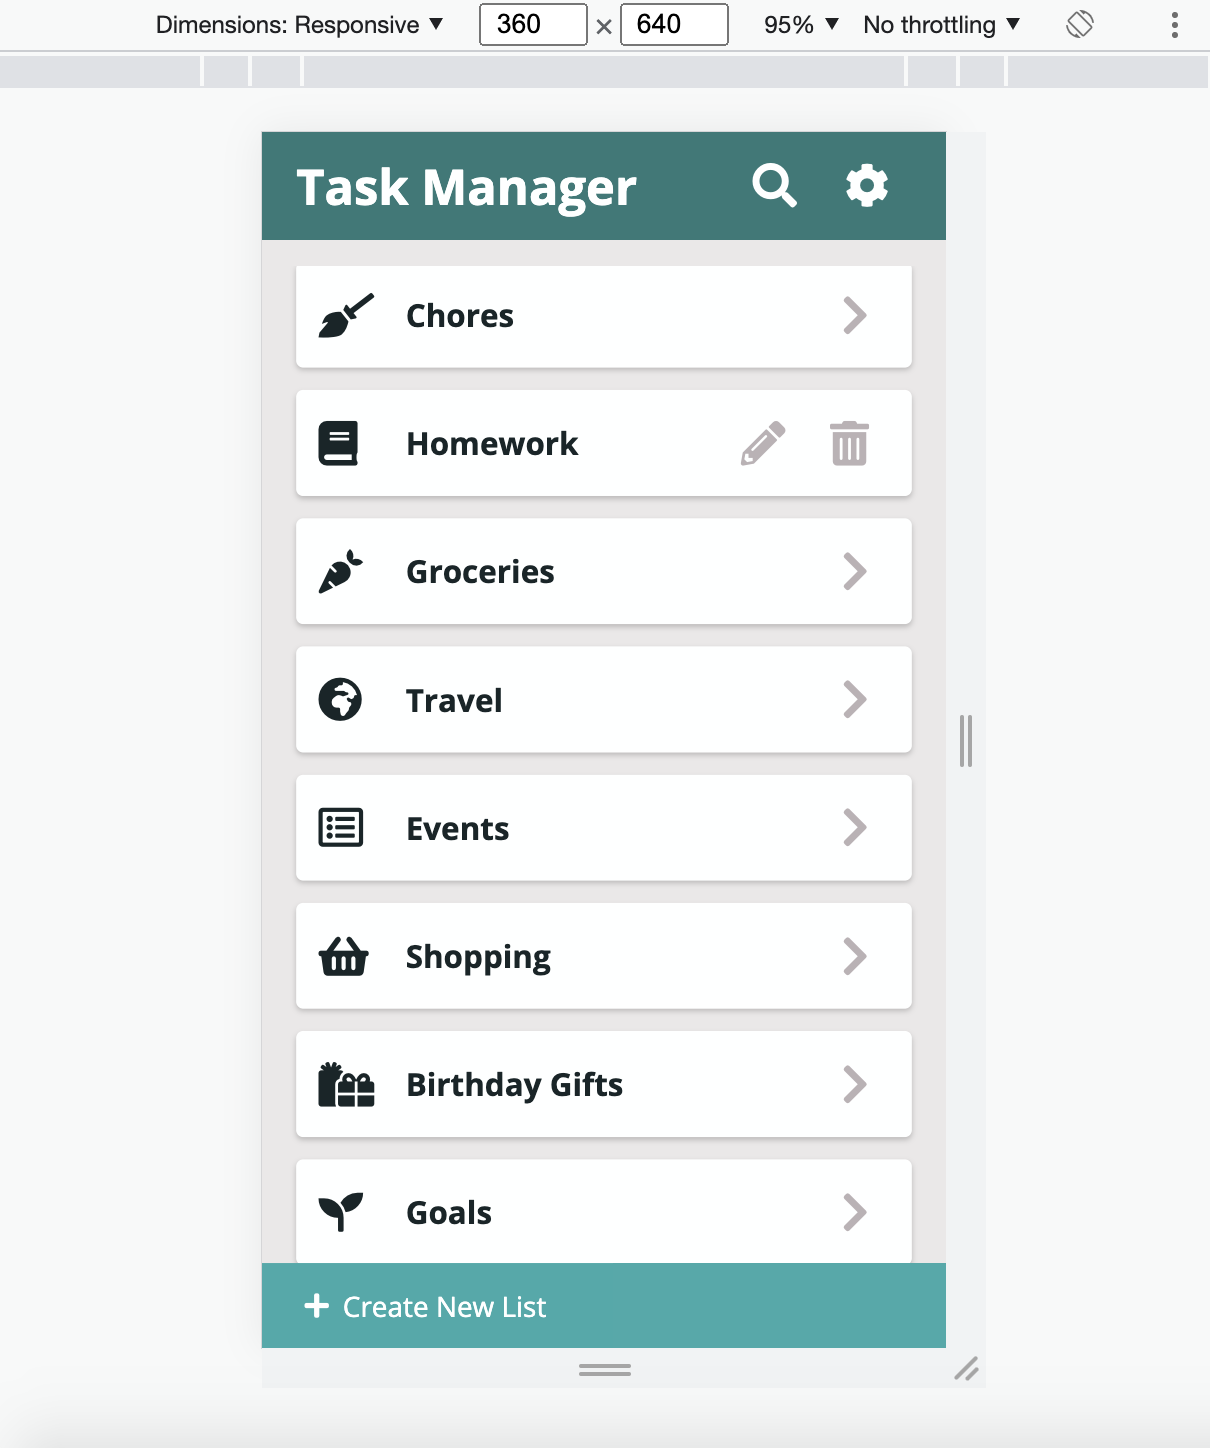 Dimensions: Responsive ▼ 360 × 640 95% ▼ No throttling ▼
Task Manager
Chores
Homework
Groceries
Travel
Events
Shopping
Birthday Gifts
Goals
+ Create New List